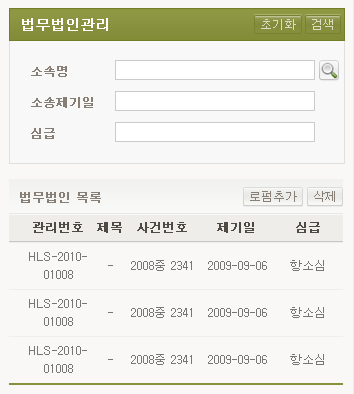 법무법인관리 초기화 검색
소속명
소송제기일
심급
법무법인 목록 로펌추가 삭제
관리번호 제목 사건번호 제기일 심급
HLS-2010-
01008 - 2008중 2341 2009-09-06 항소심
HLS-2010-
01008 - 2008중 2341 2009-09-06 항소심
HLS-2010-
01008 - 2008중 2341 2009-09-06 항소심